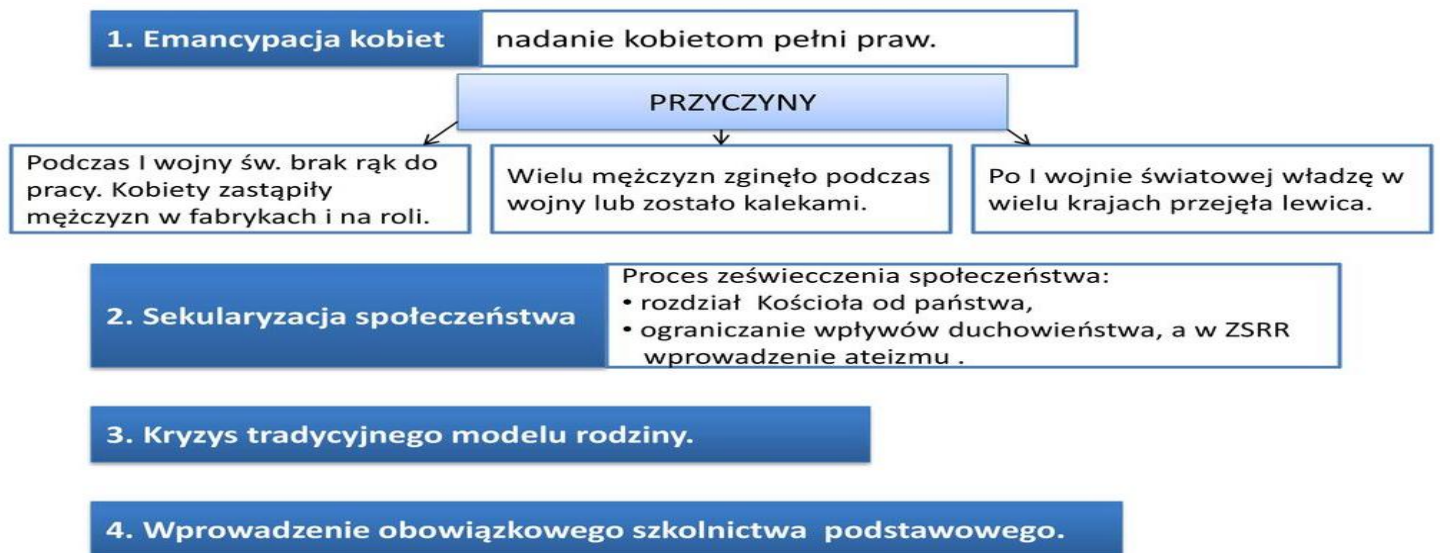 1. Emancypacja kobiet
nadanie kobietom pełni praw.
PRZYCZYNY
Podczas I wojny św. brak rąk do
pracy. Kobiety zastąpiły
mężczyzn w fabrykach i na roli.
Wielu mężczyzn zginęło podczas
wojny lub zostało kalekami.
Po I wojnie światowej władzę w
wielu krajach przejęła lewica.
2. Sekularyzacja społeczeństwa
Proces zeświecczenia społeczeństwa:
• rozdział Kościoła od państwa,
• ograniczanie wpływów duchowieństwa, a w ZSRR
wprowadzenie ateizmu .
3. Kryzys tradycyjnego modelu rodziny.
4. Wprowadzenie obowiązkowego szkolnictwa podstawowego.